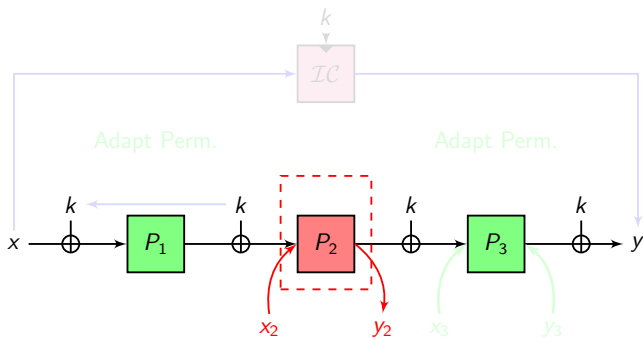 k
IC
Adapt Perm. Adapt Perm.
k k k k
x P1 P2 P3 y
x2 y2 x3 y3